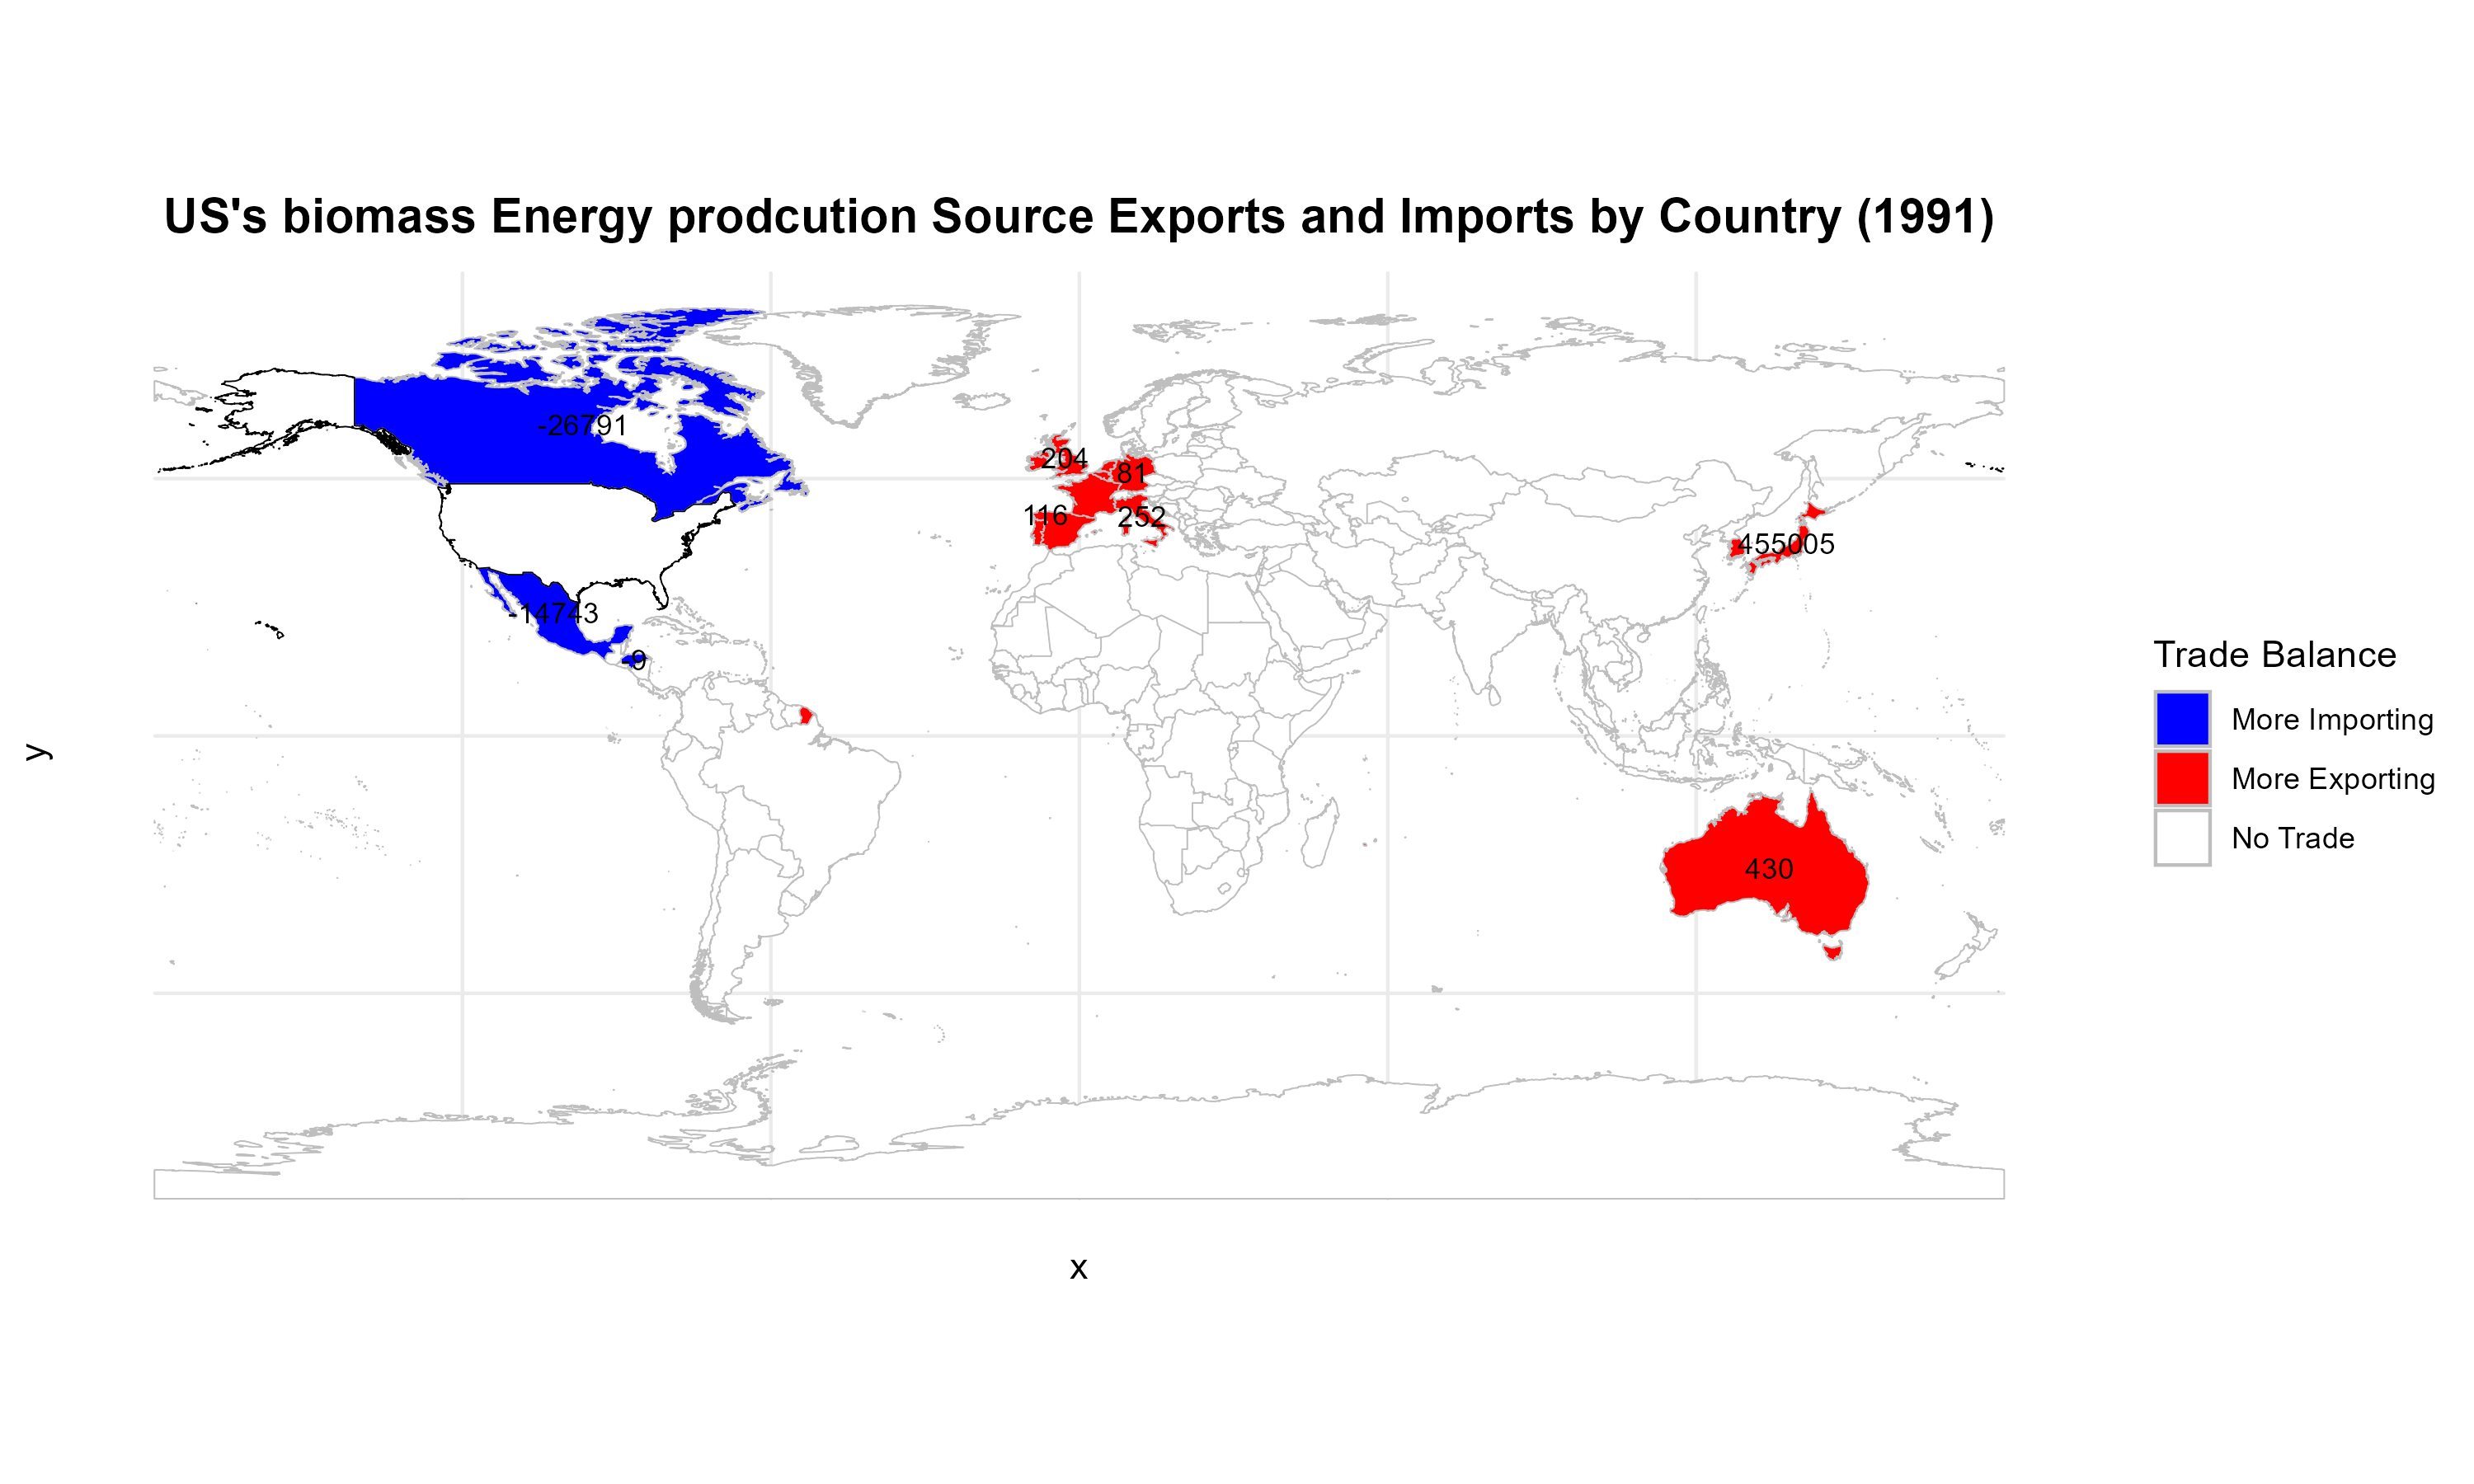 US's biomass Energy prodcution Source Exports and Imports by Country (1991)
-26791
204
81
116
252
455005
-14743
-9
430
y
x
Trade Balance
More Importing
More Exporting
No Trade